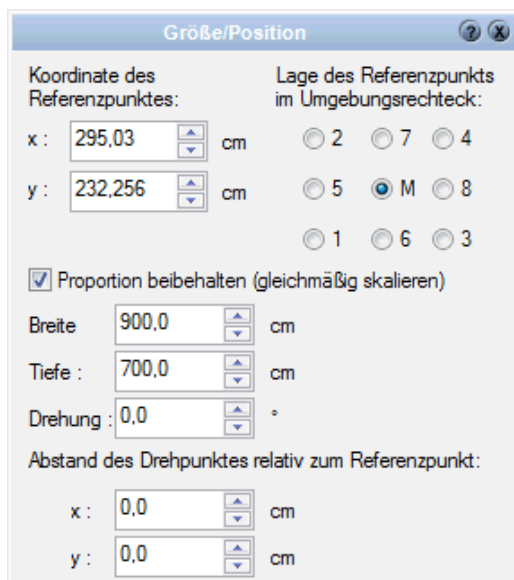 Größe/Position
Koordinate des
Referenzpunktes:
Lage des Referenzpunkts
im Umgebungsrechteck:
x : 295,03 cm
2 7 4
y : 232,256 cm
5 M 8
1 6 3
Proportion beibehalten (gleichmäßig skalieren)
Breite 900,0 cm
Tiefe : 700,0 cm
Drehung : 0,0 °
Abstand des Drehpunktes relativ zum Referenzpunkt:
x : 0,0 cm
y : 0,0 cm